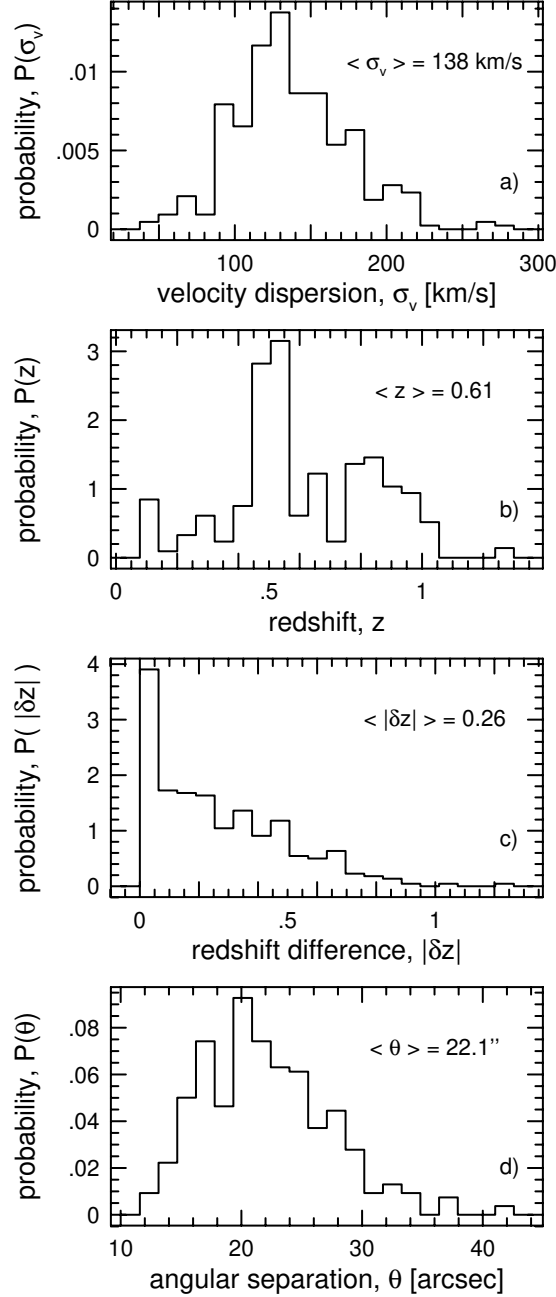 probability, P(σv)
.01
.005
0
< σv > = 138 km/s
a)
100 200 300
velocity dispersion, σv [km/s]
probability, P(z)
3
2
1
0
< z > = 0.61
b)
0 .5 1
redshift, z
probability, P( |δz| )
4
3
2
1
0
< |δz| > = 0.26
c)
0 .5 1
redshift difference, |δz|
probability, P(θ)
.08
.06
.04
.02
0
< θ > = 22.1’’
d)
10 20 30 40
angular separation, θ [arcsec]